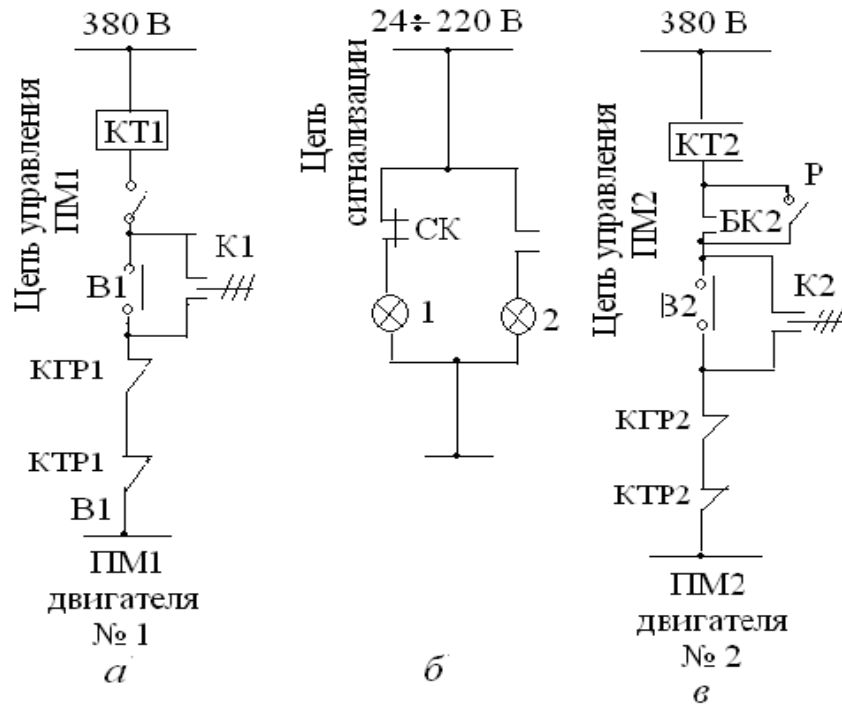 380 В
Цепь управления
ПМ1
КТ1
К1
В1
КГР1
КТР1
В1
ПМ1
двигателя
№ 1
а
24÷220 В
Цепь
сигнализации
СК
1
2
б
380 В
Цепь управления
ПМ2
КТ2
Р
БК2
К2
В2
КГР2
КТР2
ПМ2
двигателя
№ 2
в